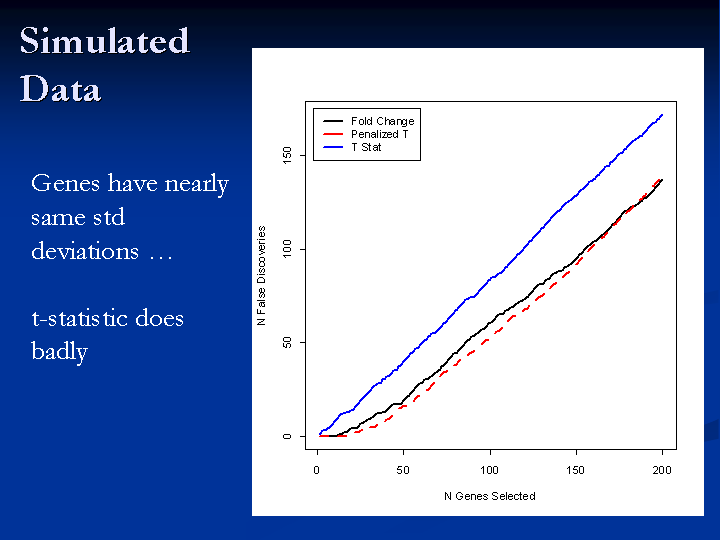 Simulated
Data
Genes have nearly
same std
deviations …
t-statistic does
badly
Fold Change
Penalized T
T Stat
N False Discoveries
150
100
50
0
0 50 100 150 200
N Genes Selected